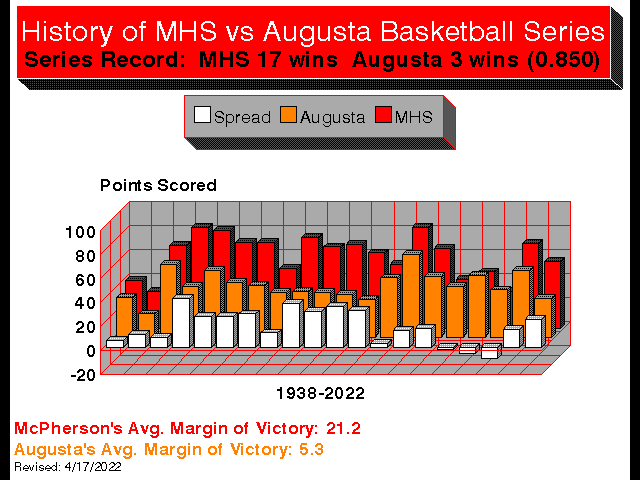 History of MHS vs Augusta Basketball Series
Series Record:  MHS 17 wins  Augusta 3 wins (0.850)
Spread Augusta MHS
Points Scored
100
80
60
40
20
0
-20
1938-2022
McPherson's Avg. Margin of Victory: 21.2
Augusta's Avg. Margin of Victory: 5.3
Revised: 4/17/2022